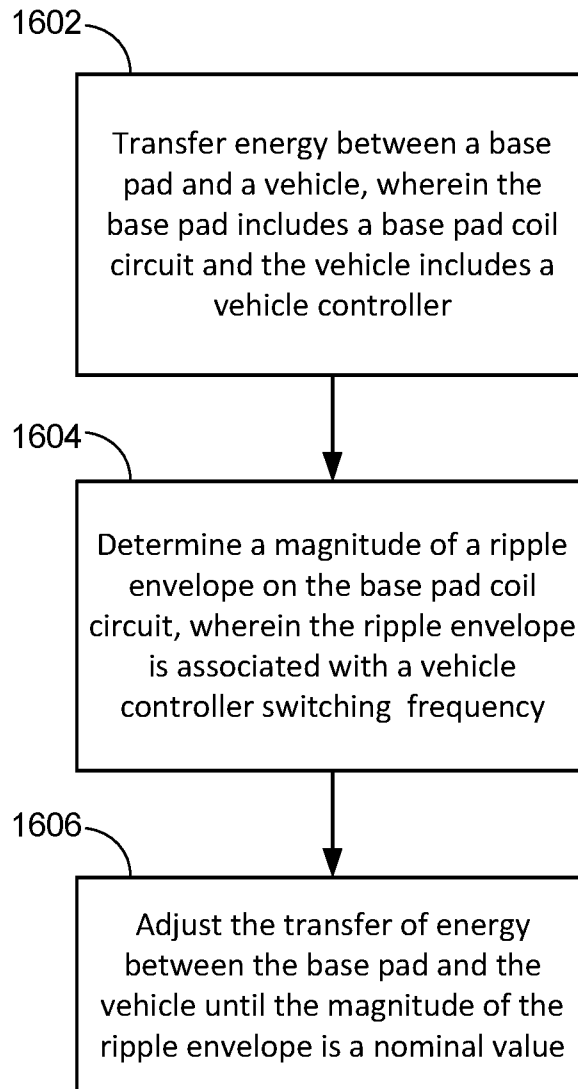 1602
Transfer energy between a base
pad and a vehicle, wherein the
base pad includes a base pad coil
circuit and the vehicle includes a
vehicle controller
1604
Determine a magnitude of a ripple
envelope on the base pad coil
circuit, wherein the ripple envelope
is associated with a vehicle
controller switching frequency
1606
Adjust the transfer of energy
between the base pad and the
vehicle until the magnitude of the
ripple envelope is a nominal value